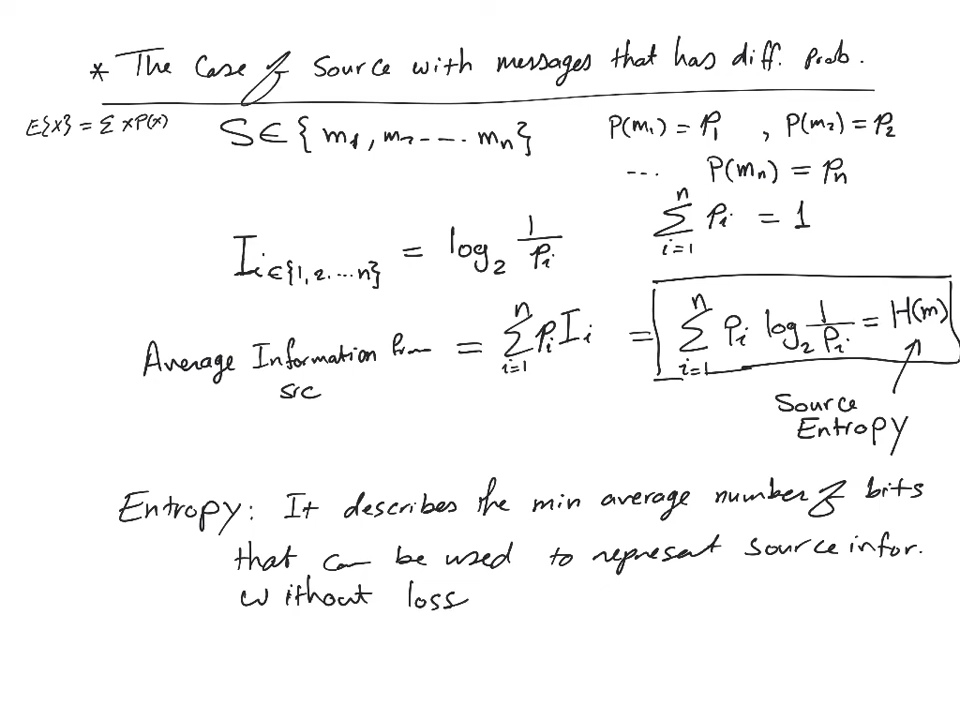 * The Case of Source with messages that has diff. prob.
E{x} = Σ xP(x)
S∈{m₁, m₂ ---. mₙ}
P(m₁) = P₁ , P(m₂) = P₂
... P(mₙ) = Pₙ
I_{i∈{1,2....n}} = log₂ 1/Pᵢ
∑_{i=1}^{n} Pᵢ = 1
Average Information from src = ∑_{i=1}^{n} PᵢIᵢ = ∑_{i=1}^{n} Pᵢ log₂ 1/Pᵢ = H(m)
Source
Entropy
Entropy: It describes the min average number of bits
that can be used to represent source infor.
without loss